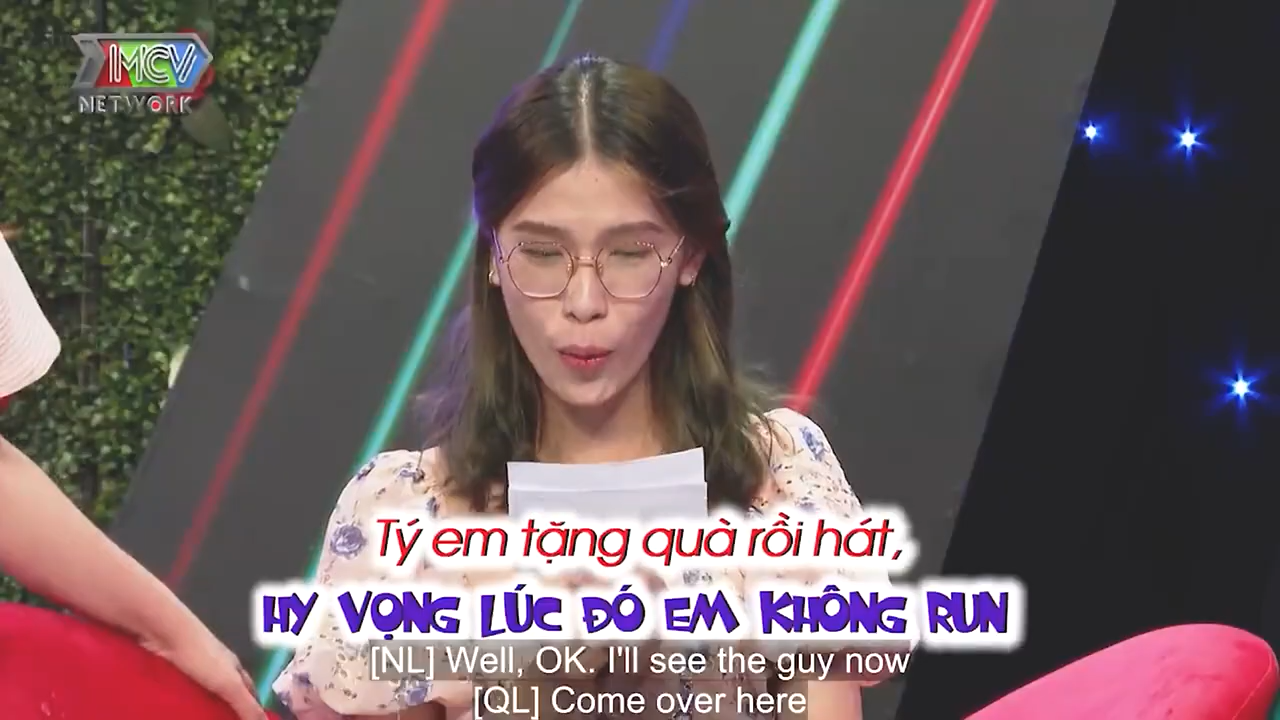 MCV
NETWORK
Tý em tặng quà rồi hát,
HY VỌNG LÚC ĐÓ EM KHÔNG RUN
[NL] Well, OK. I'll see the guy now
[QL] Come over here